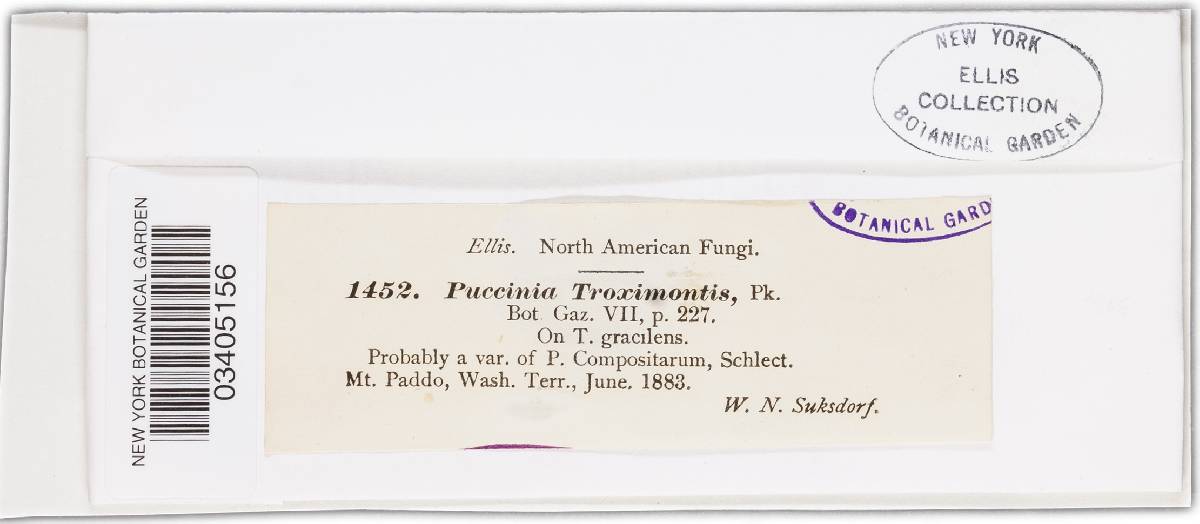 NEW YORK
ELLIS
COLLECTION
BOTANICAL GARDEN
NEW YORK BOTANICAL GARDEN
03405156
BOTANICAL GARD
Ellis. North American Fungi.
1452. Puccinia Troximontis, Pk.
Bot. Gaz. VII, p. 227.
On T. gracilens.
Probably a var. of P. Compositarum, Schlect.
Mt. Paddo, Wash. Terr., June. 1883.
W. N. Suksdorf.